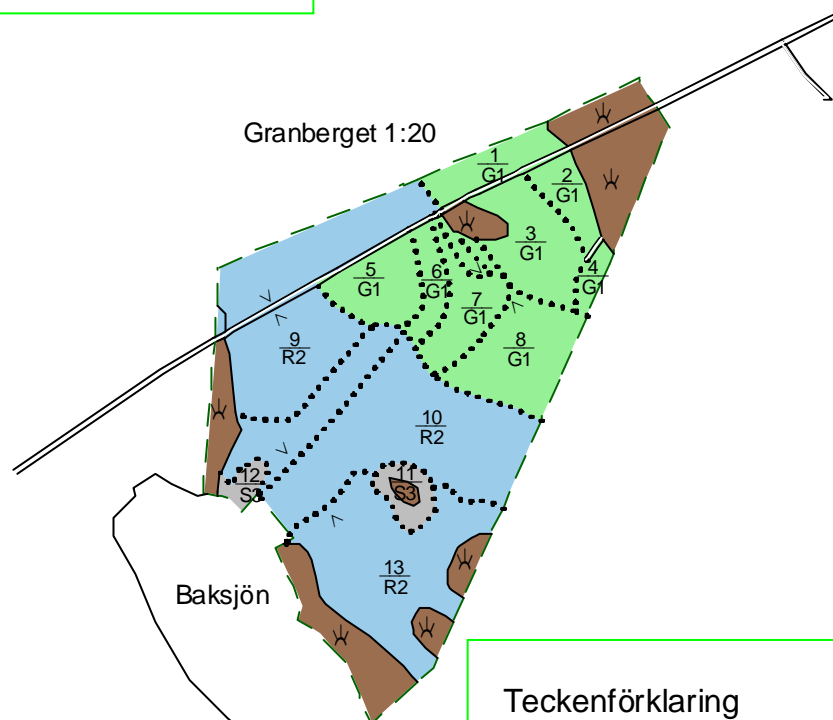 Granberget 1:20
1
G1
2
G1
3
G1
4
G1
5
G1
6
G1
7
G1
8
G1
9
R2
10
R2
11
S3
12
S3
13
R2
Baksjön
Teckenförklaring